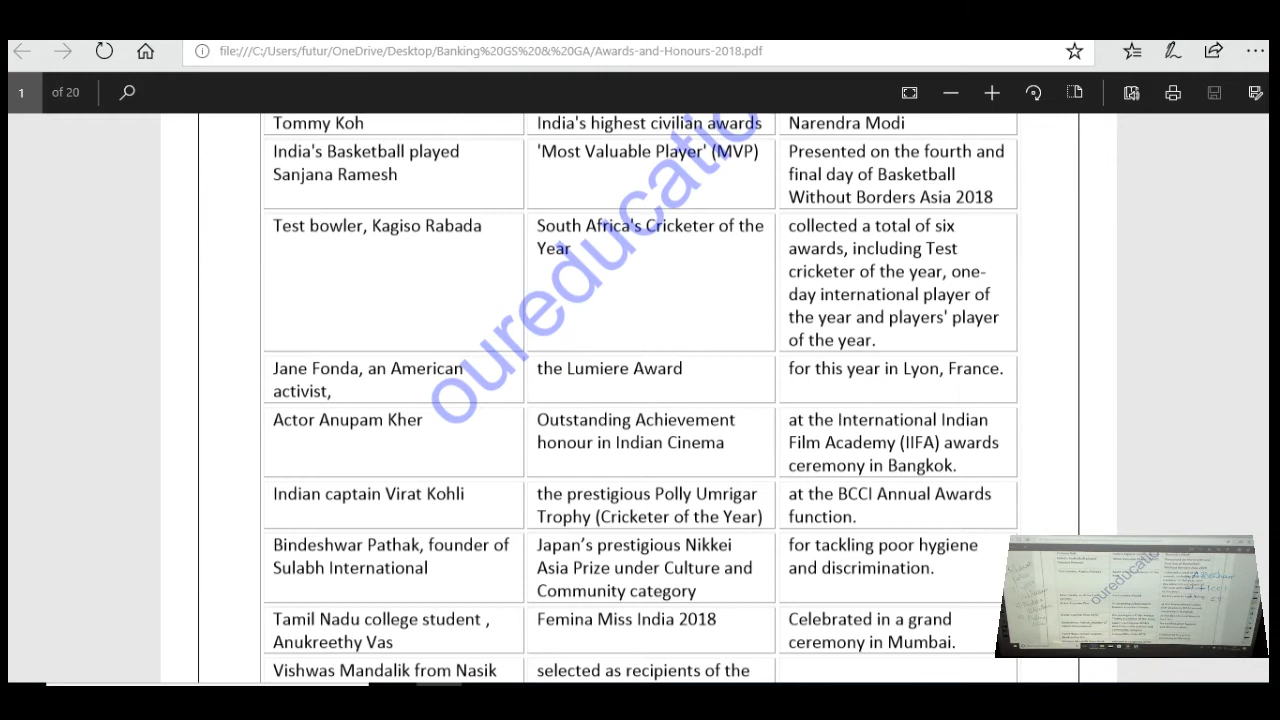 file:///C:/Users/futur/OneDrive/Desktop/Banking%20GS%20&%20GA/Awards-and-Honours-2018.pdf
1 of 20
Tommy Koh
India's highest civilian awards
Narendra Modi
India's Basketball played
Sanjana Ramesh
'Most Valuable Player' (MVP)
Presented on the fourth and
final day of Basketball
Without Borders Asia 2018
Test bowler, Kagiso Rabada
South Africa's Cricketer of the
Year
collected a total of six
awards, including Test
cricketer of the year, one-
day international player of
the year and players' player
of the year.
Jane Fonda, an American
activist,
the Lumiere Award
for this year in Lyon, France.
Actor Anupam Kher
Outstanding Achievement
honour in Indian Cinema
at the International Indian
Film Academy (IIFA) awards
ceremony in Bangkok.
Indian captain Virat Kohli
the prestigious Polly Umrigar
Trophy (Cricketer of the Year)
at the BCCI Annual Awards
function.
Bindeshwar Pathak, founder of
Sulabh International
Japan’s prestigious Nikkei
Asia Prize under Culture and
Community category
for tackling poor hygiene
and discrimination.
Tamil Nadu college student ,
Anukreethy Vas
Femina Miss India 2018
Celebrated in a grand
ceremony in Mumbai.
Vishwas Mandalik from Nasik
selected as recipients of the
oureducatic